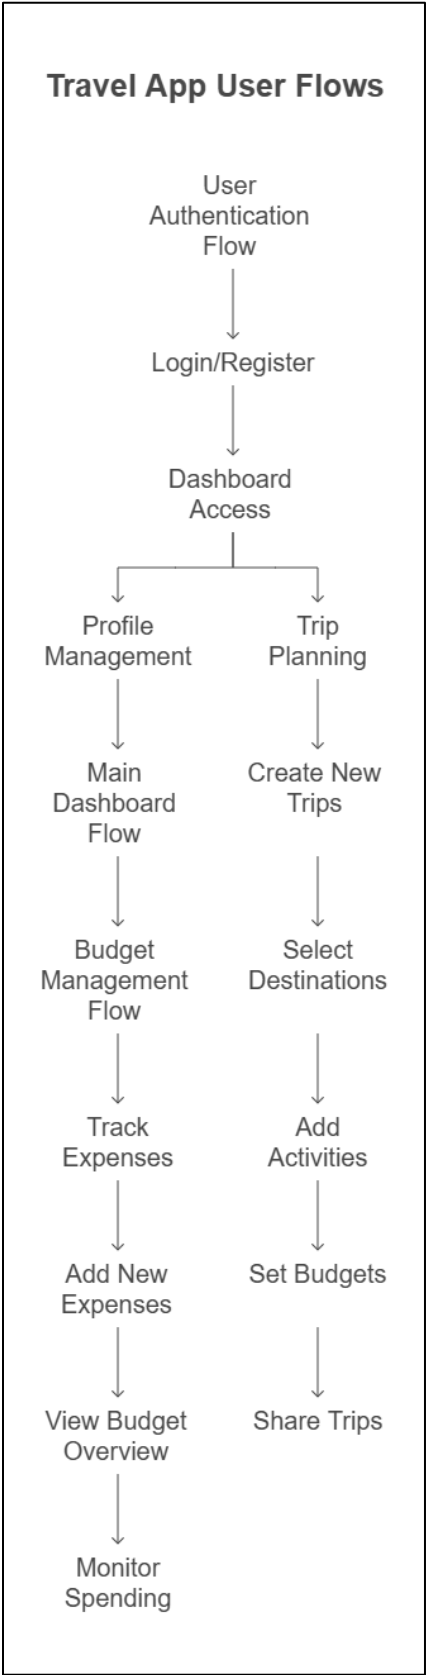 Travel App User Flows
User
Authentication
Flow
Login/Register
Dashboard
Access
Profile
Management
Trip
Planning
Main
Dashboard
Flow
Create New
Trips
Budget
Management
Flow
Select
Destinations
Track
Expenses
Add
Activities
Add New
Expenses
Set Budgets
View Budget
Overview
Share Trips
Monitor
Spending